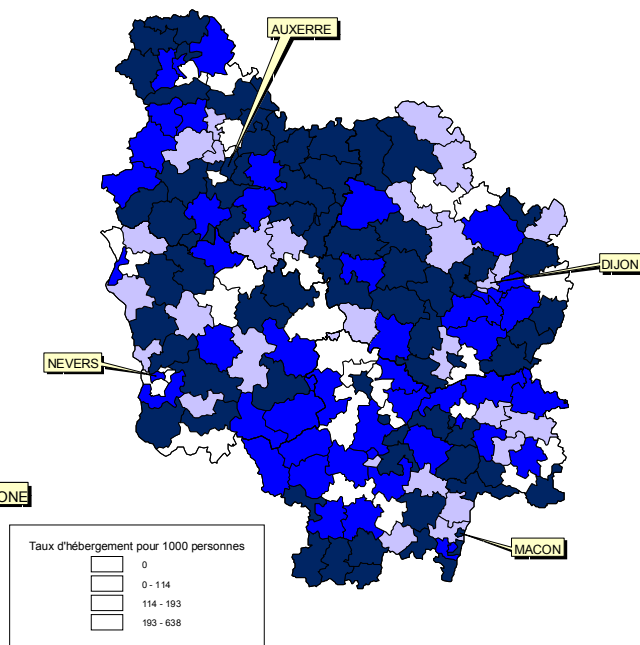 AUXERRE
DIJON
NEVERS
ONE
MACON
Taux d'hébergement pour 1000 personnes
0
0 - 114
114 - 193
193 - 638